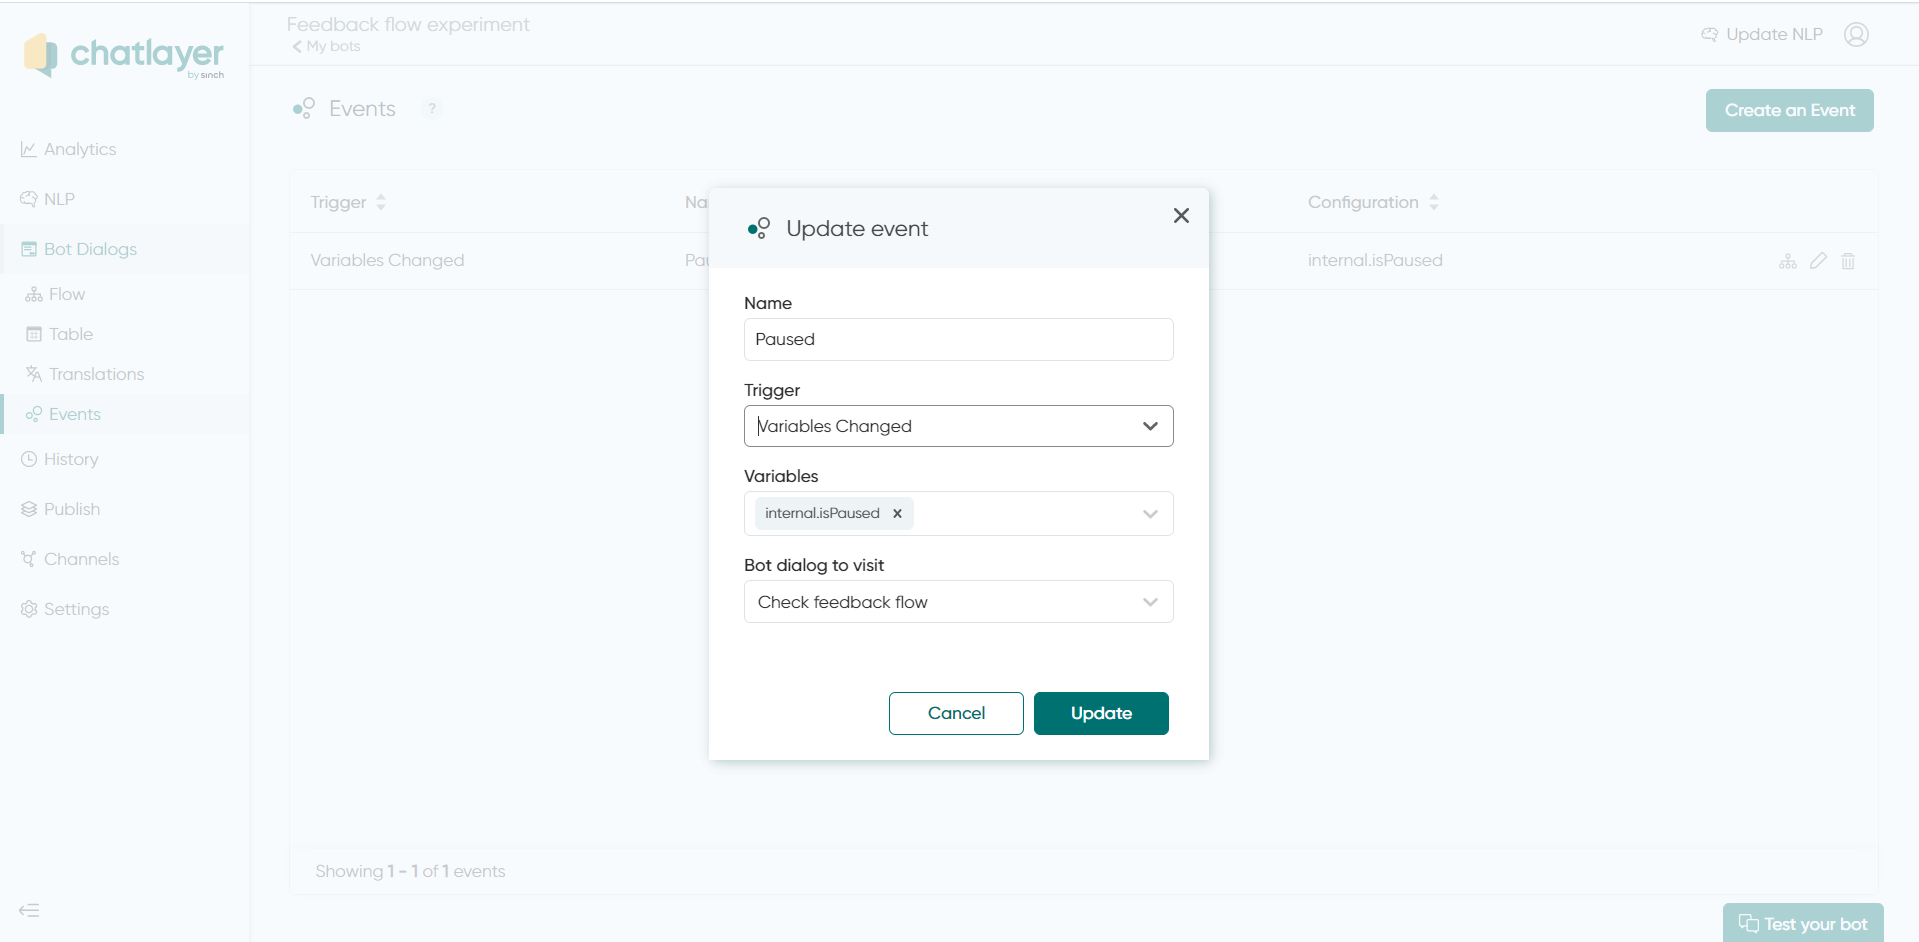 Feedback flow experiment
My bots
Update NLP
chatlayer
by sinch
Events
?
Create an Event
Analytics
NLP
Bot Dialogs
Flow
Table
Translations
Events
History
Publish
Channels
Settings
Trigger
Na
Configuration
Variables Changed
Pau
internal.isPaused
Update event
Name
Paused
Trigger
Variables Changed
Variables
internal.isPaused
Bot dialog to visit
Check feedback flow
Cancel
Update
Showing 1 - 1 of 1 events
Test your bot